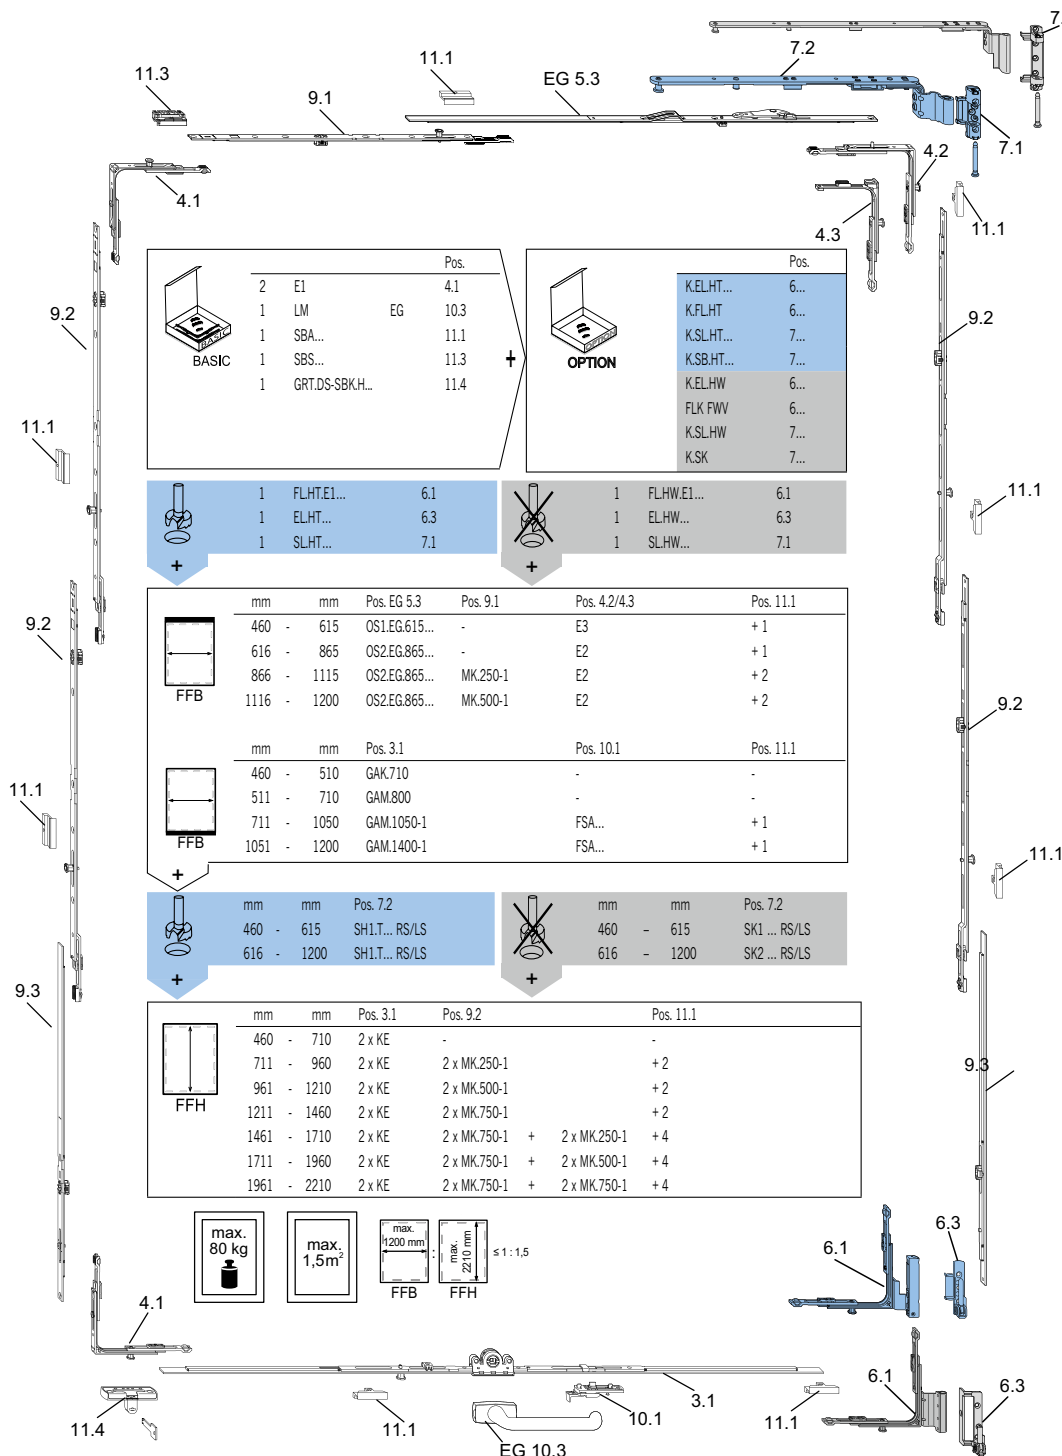 7.
7.2
11.1
EG 5.3
11.3
9.1
7.1
4.2
4.1
11.1
4.3
Pos.
2 E1 4.1
1 LM EG 10.3
1 SBA... 11.1
1 SBS... 11.3
1 GRT.DS-SBK.H... 11.4
BASIC
BASIC
+
Pos.
K.EL.HT... 6...
K.FL.HT 6...
K.SL.HT... 7...
K.SB.HT... 7...
K.EL.HW 6...
FLK FWV 6...
K.SL.HW 7...
K.SK 7...
OPTION
OPTION
9.2
9.2
11.1
11.1
1 FL.HT.E1... 6.1
1 EL.HT... 6.3
1 SL.HT... 7.1
+
1 FL.HW.E1... 6.1
1 EL.HW... 6.3
1 SL.HW... 7.1
+
mm mm Pos. EG 5.3 Pos. 9.1 Pos. 4.2/4.3 Pos. 11.1
460 - 615 OS1.EG.615... - E3 + 1
616 - 865 OS2.EG.865... - E2 + 1
866 - 1115 OS2.EG.865... MK.250-1 E2 + 2
1116 - 1200 OS2.EG.865... MK.500-1 E2 + 2
FFB
9.2
9.2
mm mm Pos. 3.1 Pos. 10.1 Pos. 11.1
460 - 510 GAK.710 - -
511 - 710 GAM.800 - -
711 - 1050 GAM.1050-1 FSA... + 1
1051 - 1200 GAM.1400-1 FSA... + 1
FFB
+
11.1
11.1
mm mm Pos. 7.2
460 - 615 SH1.T... RS/LS
616 - 1200 SH1.T... RS/LS
+
mm mm Pos. 7.2
460 – 615 SK1 ... RS/LS
616 – 1200 SK2 ... RS/LS
+
9.3
9.3
mm mm Pos. 3.1 Pos. 9.2 Pos. 11.1
460 - 710 2 x KE - -
711 - 960 2 x KE 2 x MK.250-1 + 2
961 - 1210 2 x KE 2 x MK.500-1 + 2
1211 - 1460 2 x KE 2 x MK.750-1 + 2
1461 - 1710 2 x KE 2 x MK.750-1 + 2 x MK.250-1 + 4
1711 - 1960 2 x KE 2 x MK.750-1 + 2 x MK.500-1 + 4
1961 - 2210 2 x KE 2 x MK.750-1 + 2 x MK.750-1 + 4
FFH
max.
80 kg
max.
1,5m²
max.
1200 mm
FFB
:
max.
2210 mm
FFH
≤ 1 : 1,5
6.1
6.3
4.1
3.1
11.4
11.1
10.1
11.1
EG 10.3
6.1
6.3